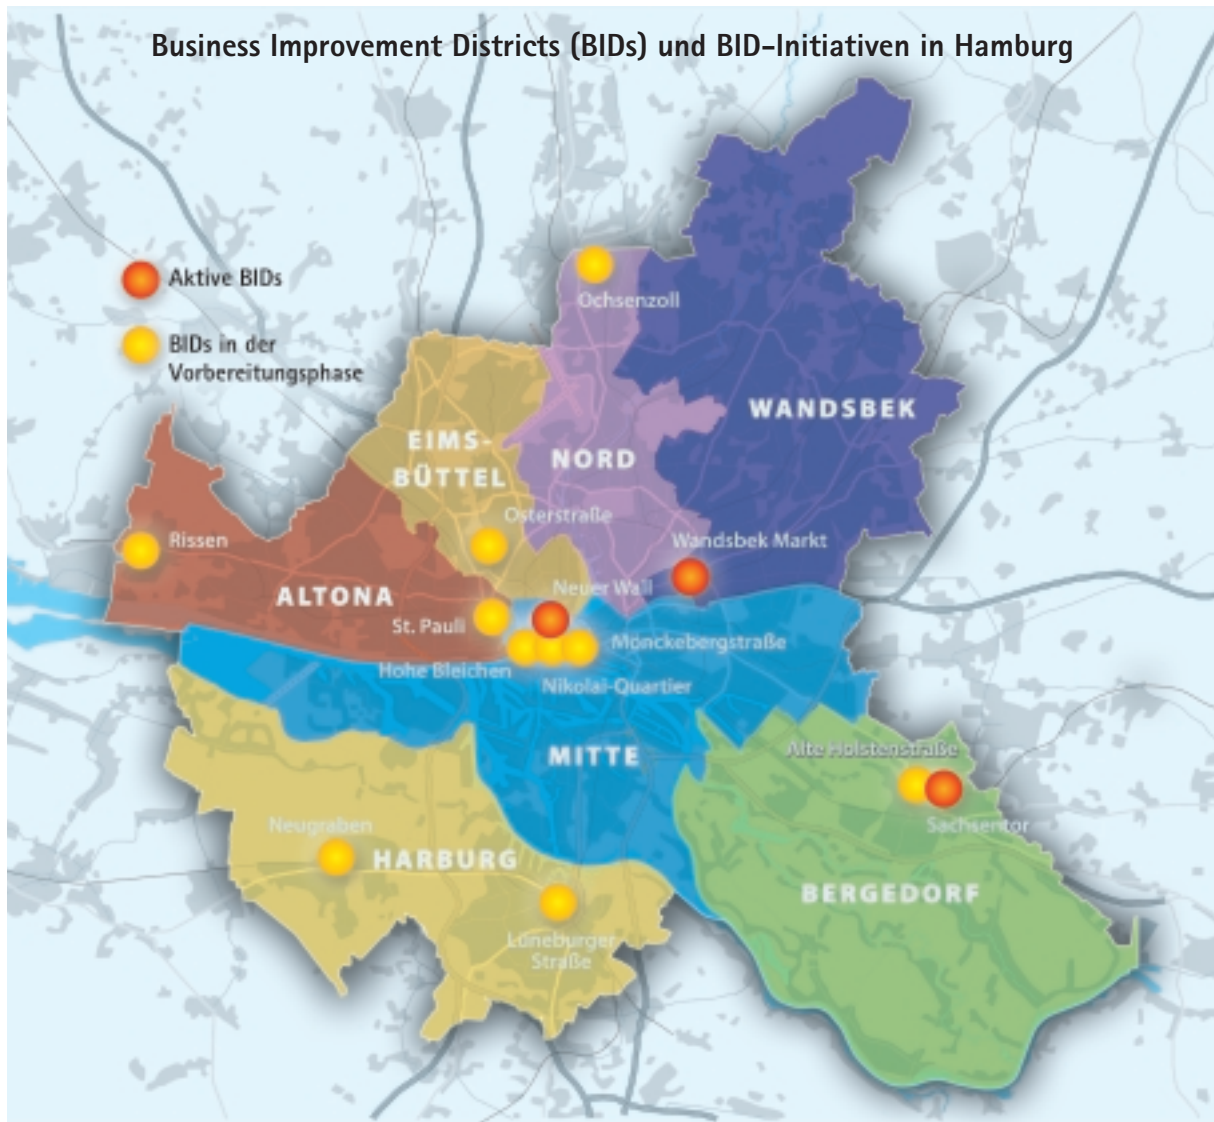 Business Improvement Districts (BIDs) und BID-Initiativen in Hamburg
Aktive BIDs
BIDs in der
Vorbereitungsphase
Ochsenzoll
WANDSBEK
EIMS-
BÜTTEL
NORD
Osterstraße
Rissen
Wandsbek Markt
ALTONA
Neuer Wall
St. Pauli
Mönckebergstraße
Hohe Bleichen
Nikolai-Quartier
MITTE
Alte Holstenstraße
Sachsentor
Neugraben
HARBURG
BERGEDORF
Lüneburger
Straße